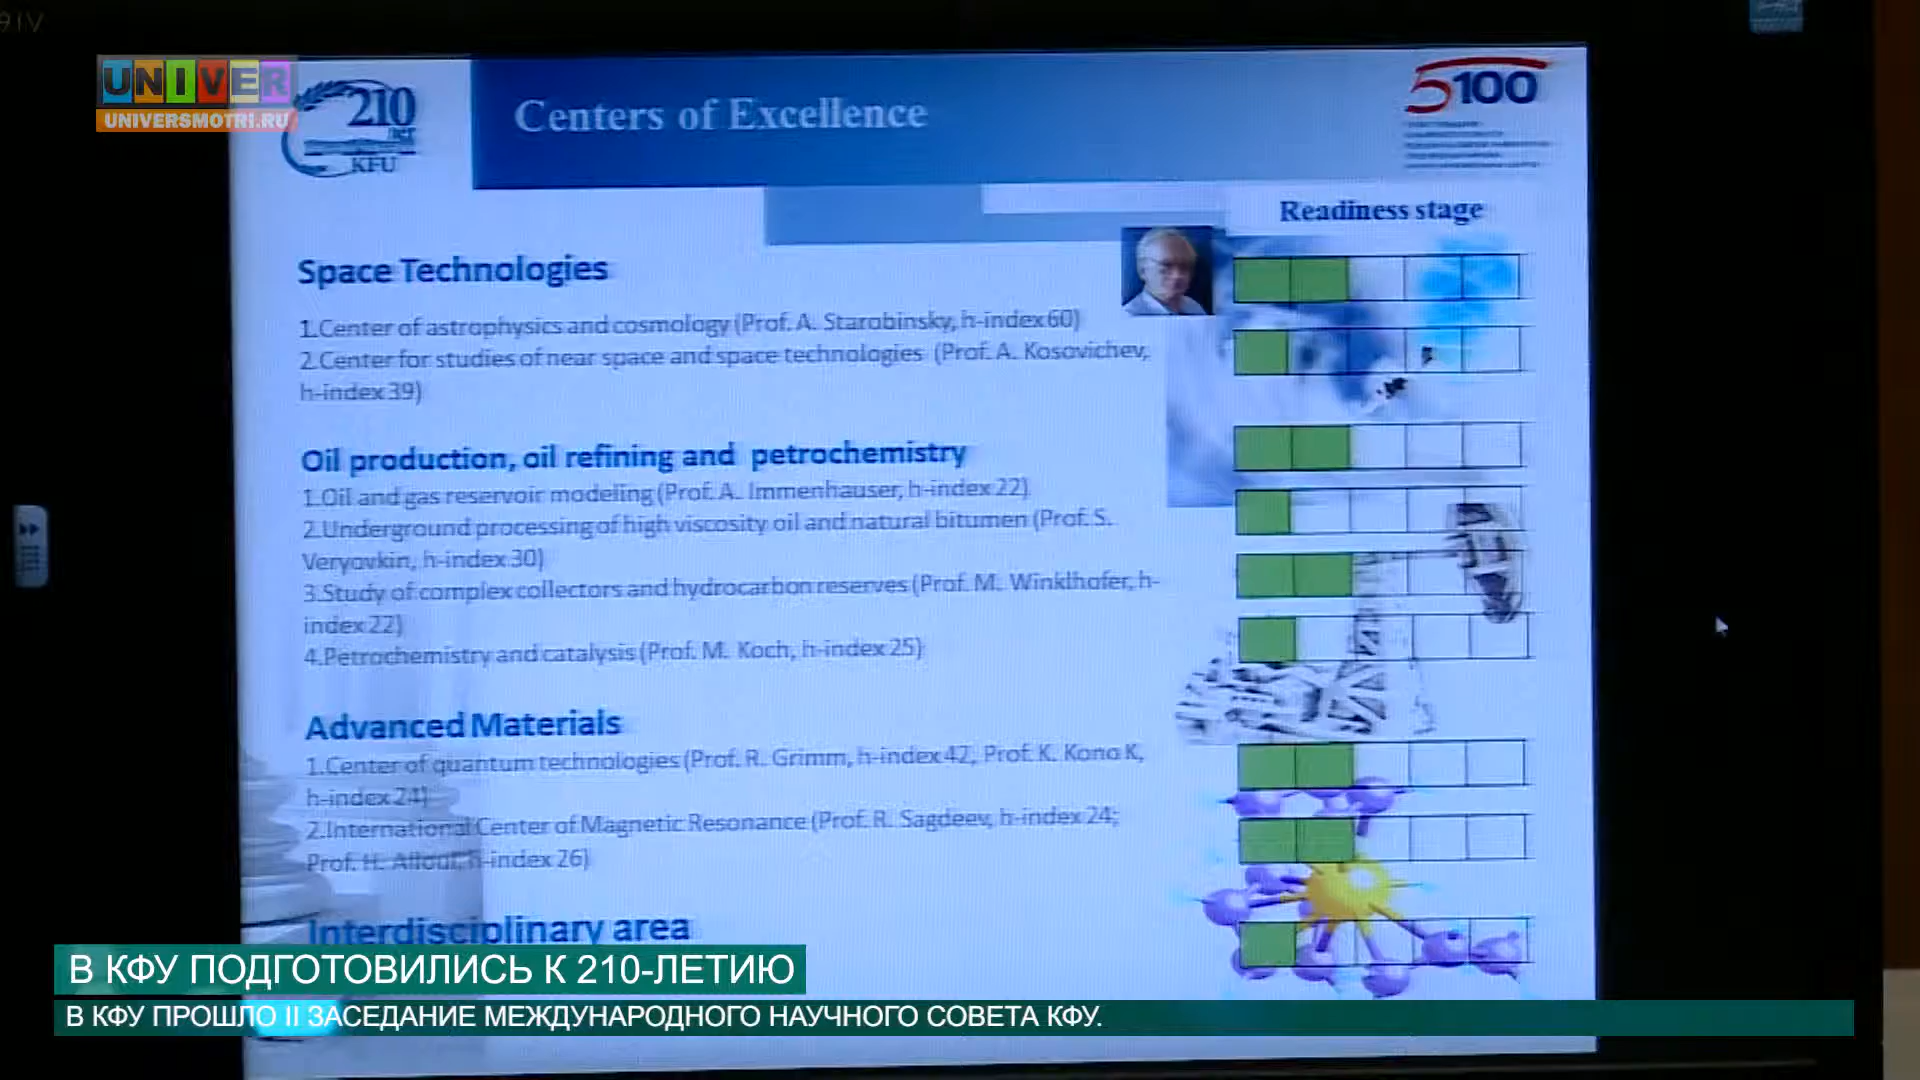 UNIVER
UNIVERSMOTRI.RU
210
ЛЕТ
KFU
Centers of Excellence
5100
Readiness stage
Space Technologies
1.Center of astrophysics and cosmology (Prof. A. Starobinsky, h-index 60)
2.Center for studies of near space and space technologies (Prof. A. Kosovichev,
h-index 39)
Oil production, oil refining and petrochemistry
1.Oil and gas reservoir modeling (Prof. A. Immenhauser, h-index 22)
2.Underground processing of high viscosity oil and natural bitumen (Prof. S.
Veryovkin, h-index 30)
3.Study of complex collectors and hydrocarbon reserves (Prof. M. Winklhofer, h-
index 22)
4.Petrochemistry and catalysis (Prof. M. Koch, h-index 25)
Advanced Materials
1.Center of quantum technologies (Prof. R. Grimm, h-index 42, Prof. K. Kono K,
h-index 24)
2.International Center of Magnetic Resonance (Prof. R. Sagdeev, h-index 24;
Prof. H. h-index 26)
Interdisciplinary area
В КФУ ПОДГОТОВИЛИСЬ К 210-ЛЕТИЮ
В КФУ ПРОШЛО II ЗАСЕДАНИЕ МЕЖДУНАРОДНОГО НАУЧНОГО СОВЕТА КФУ.